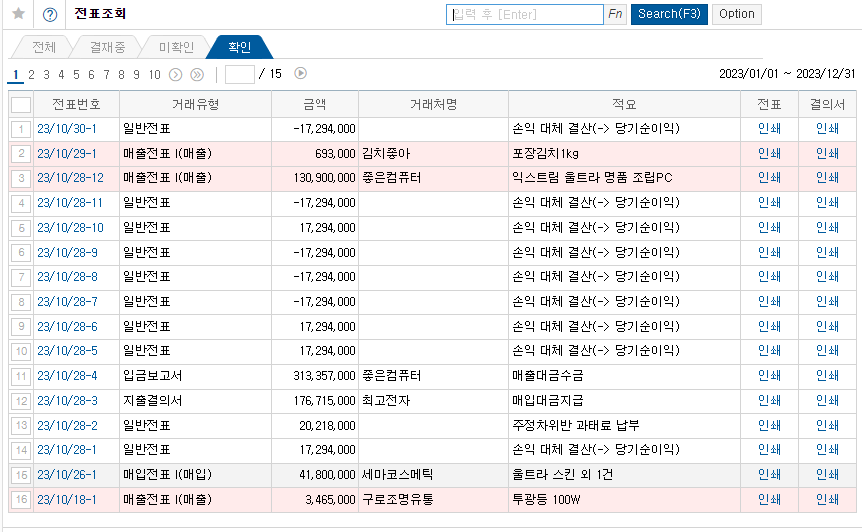 전표조회
입력 후 [Enter] Fn Search(F3) Option
전체 결재중 미확인 확인
1 2 3 4 5 6 7 8 9 10 / 15 2023/01/01 ~ 2023/12/31
전표번호 거래유형 금액 거래처명 적요 전표 결의서
1 23/10/30-1 일반전표 -17,294,000 손익 대체 결산(-> 당기순이익) 인쇄 인쇄
2 23/10/29-1 매출전표 I(매출) 693,000 김치좋아 포장김치1kg 인쇄 인쇄
3 23/10/28-12 매출전표 I(매출) 130,900,000 좋은컴퓨터 익스트림 울트라 명품 조립PC 인쇄 인쇄
4 23/10/28-11 일반전표 -17,294,000 손익 대체 결산(-> 당기순이익) 인쇄 인쇄
5 23/10/28-10 일반전표 17,294,000 손익 대체 결산(-> 당기순이익) 인쇄 인쇄
6 23/10/28-9 일반전표 -17,294,000 손익 대체 결산(-> 당기순이익) 인쇄 인쇄
7 23/10/28-8 일반전표 -17,294,000 손익 대체 결산(-> 당기순이익) 인쇄 인쇄
8 23/10/28-7 일반전표 -17,294,000 손익 대체 결산(-> 당기순이익) 인쇄 인쇄
9 23/10/28-6 일반전표 17,294,000 손익 대체 결산(-> 당기순이익) 인쇄 인쇄
10 23/10/28-5 일반전표 17,294,000 손익 대체 결산(-> 당기순이익) 인쇄 인쇄
11 23/10/28-4 입금보고서 313,357,000 좋은컴퓨터 매출대금수금 인쇄 인쇄
12 23/10/28-3 지출결의서 176,715,000 최고전자 매입대금지급 인쇄 인쇄
13 23/10/28-2 일반전표 20,218,000 주정차위반 과태료 납부 인쇄 인쇄
14 23/10/28-1 일반전표 17,294,000 손익 대체 결산(-> 당기순이익) 인쇄 인쇄
15 23/10/26-1 매입전표 I(매입) 41,800,000 세마코스메틱 울트라 스킨 외 1건 인쇄 인쇄
16 23/10/18-1 매출전표 I(매출) 3,465,000 구로조명유통 투광등 100W 인쇄 인쇄